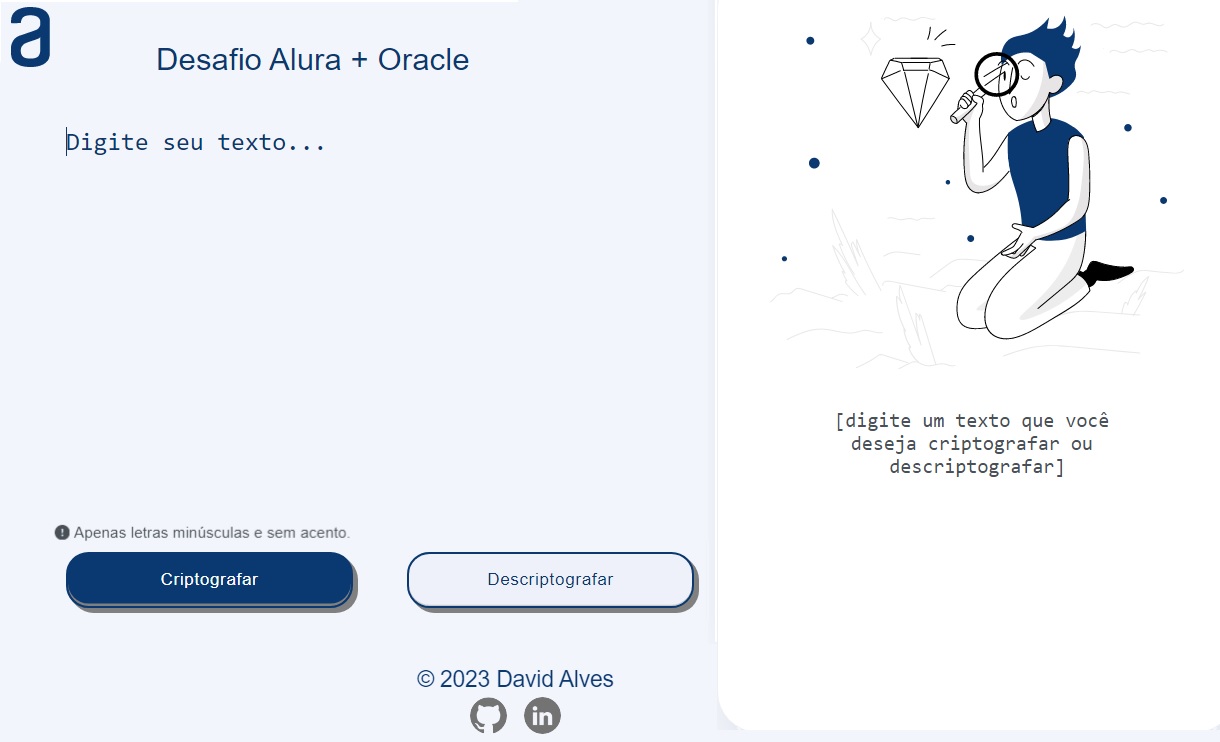 a
Desafio Alura + Oracle
Digite seu texto...
Apenas letras minúsculas e sem acento.
Criptografar
Descriptografar
© 2023 David Alves
in
[digite um texto que você
deseja criptografar ou
descriptografar]